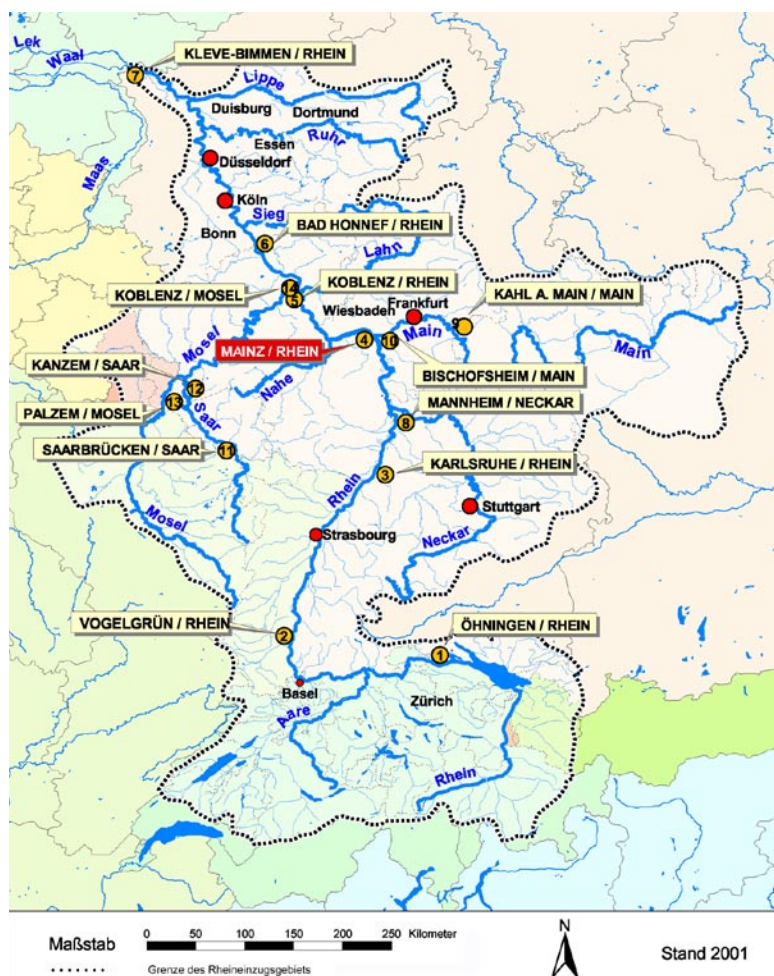 Lek
Waal
KLEVE-BIMMEN / RHEIN
7
Lippe
Duisburg
Dortmund
Maas
Essen
Ruhr
Düsseldorf
Köln
Sieg
Bonn
BAD HONNEF / RHEIN
6
Lahn
14
KOBLENZ / MOSEL
5
KOBLENZ / RHEIN
Wiesbaden
Frankfurt
KAHL A. MAIN / MAIN
9
Main
Main
4
10
MAINZ / RHEIN
Mosel
KANZEM / SAAR
12
Nahe
BISCHOFSHEIM / MAIN
13
PALZEM / MOSEL
Saar
MANNHEIM / NECKAR
8
SAARBRÜCKEN / SAAR
11
Rhein
3
KARLSRUHE / RHEIN
Mosel
Stuttgart
Strasbourg
Neckar
VOGELGRÜN / RHEIN
2
ÖHNINGEN / RHEIN
1
Basel
Zürich
Aare
Rhein
N
0 50 100 150 200 250 Kilometer
Maßstab
Stand 2001
Grenze des Rheineinzugsgebiets